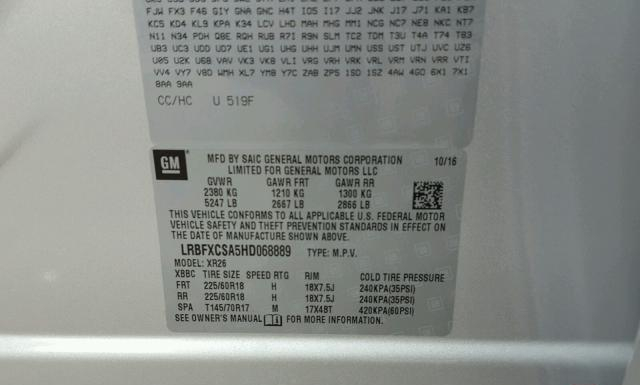 FJW FX3 F46 GIY GNA GNC H4T IO5 I17 JJ2 JNK J17 J71 KA1 KB7
KC5 KD4 KL9 KPA K34 LCV LHD MAH MHG MM1 NCG NC7 NE8 NKC NT7
N11 N34 PDH Q8E RQH RUB R7I R9N SLM TC2 TDM T3U T4A T74 T83
UB3 UC3 UDD UD7 UE1 UG1 UHG UHH UJM UMN USS UST UTJ UVC UZ6
U05 U2K U68 VAV VK3 VK8 VLI VRG VRH VRK VRL VRM VRN VRR VTI
VV4 VY7 V8D WMH XL7 YM8 Y7C ZAB ZP5 1SD 1SZ 4AW 4GO 6X1 7X1
8AA 9AA
CC/HC U 519F
GM
MFD BY SAIC GENERAL MOTORS CORPORATION 10/16
LIMITED FOR GENERAL MOTORS LLC
GVWR GAWR FRT GAWR RR
2380 KG 1210 KG 1300 KG
5247 LB 2667 LB 2866 LB
THIS VEHICLE CONFORMS TO ALL APPLICABLE U.S. FEDERAL MOTOR
VEHICLE SAFETY AND THEFT PREVENTION STANDARDS IN EFFECT ON
THE DATE OF MANUFACTURE SHOWN ABOVE.
LRBFXCSA5HD068889 TYPE: M.P.V.
MODEL: XR26
XBBC TIRE SIZE SPEED RTG RIM COLD TIRE PRESSURE
FRT 225/60R18 H 18X7.5J 240KPA(35PSI)
RR 225/60R18 H 18X7.5J 240KPA(35PSI)
SPA T145/70R17 M 17X4BT 420KPA(60PSI)
SEE OWNER'S MANUAL FOR MORE INFORMATION.